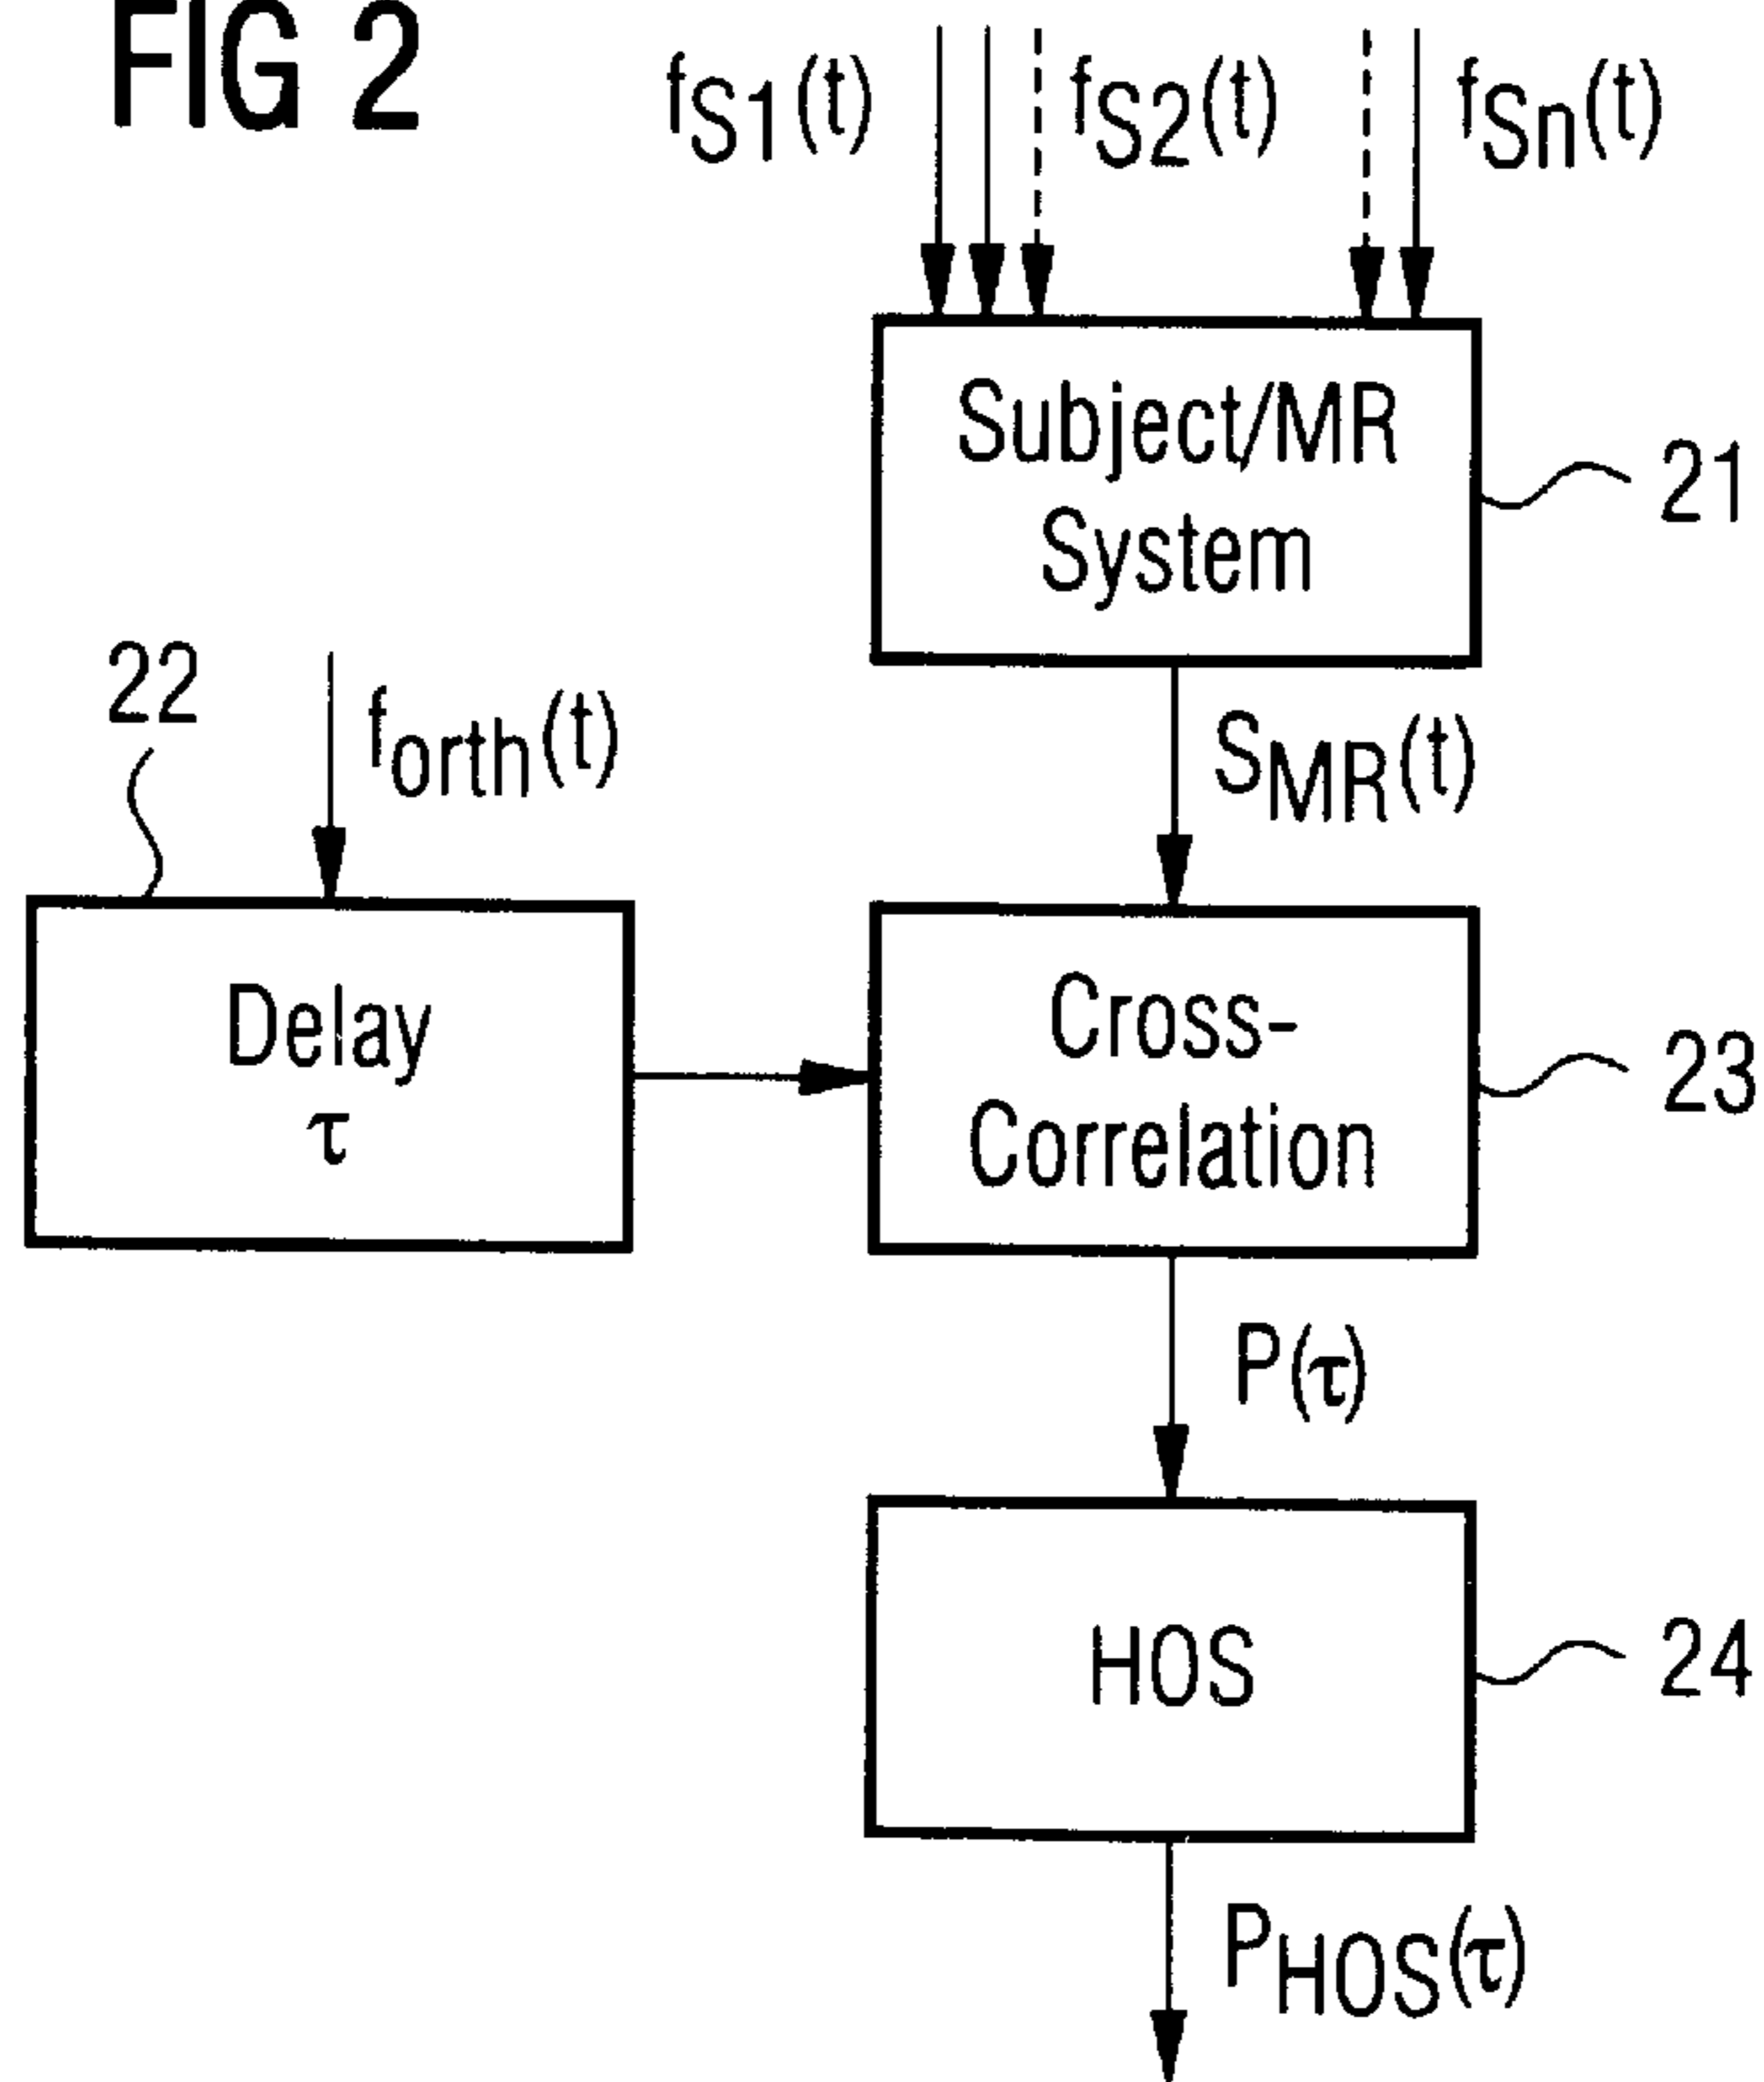 FIG 2
fS1(t)
fS2(t)
fSn(t)
Subject/MR
System
21
22
forth(t)
SMR(t)
Delay
τ
Cross-
Correlation
23
P(τ)
HOS
24
PHOS(τ)